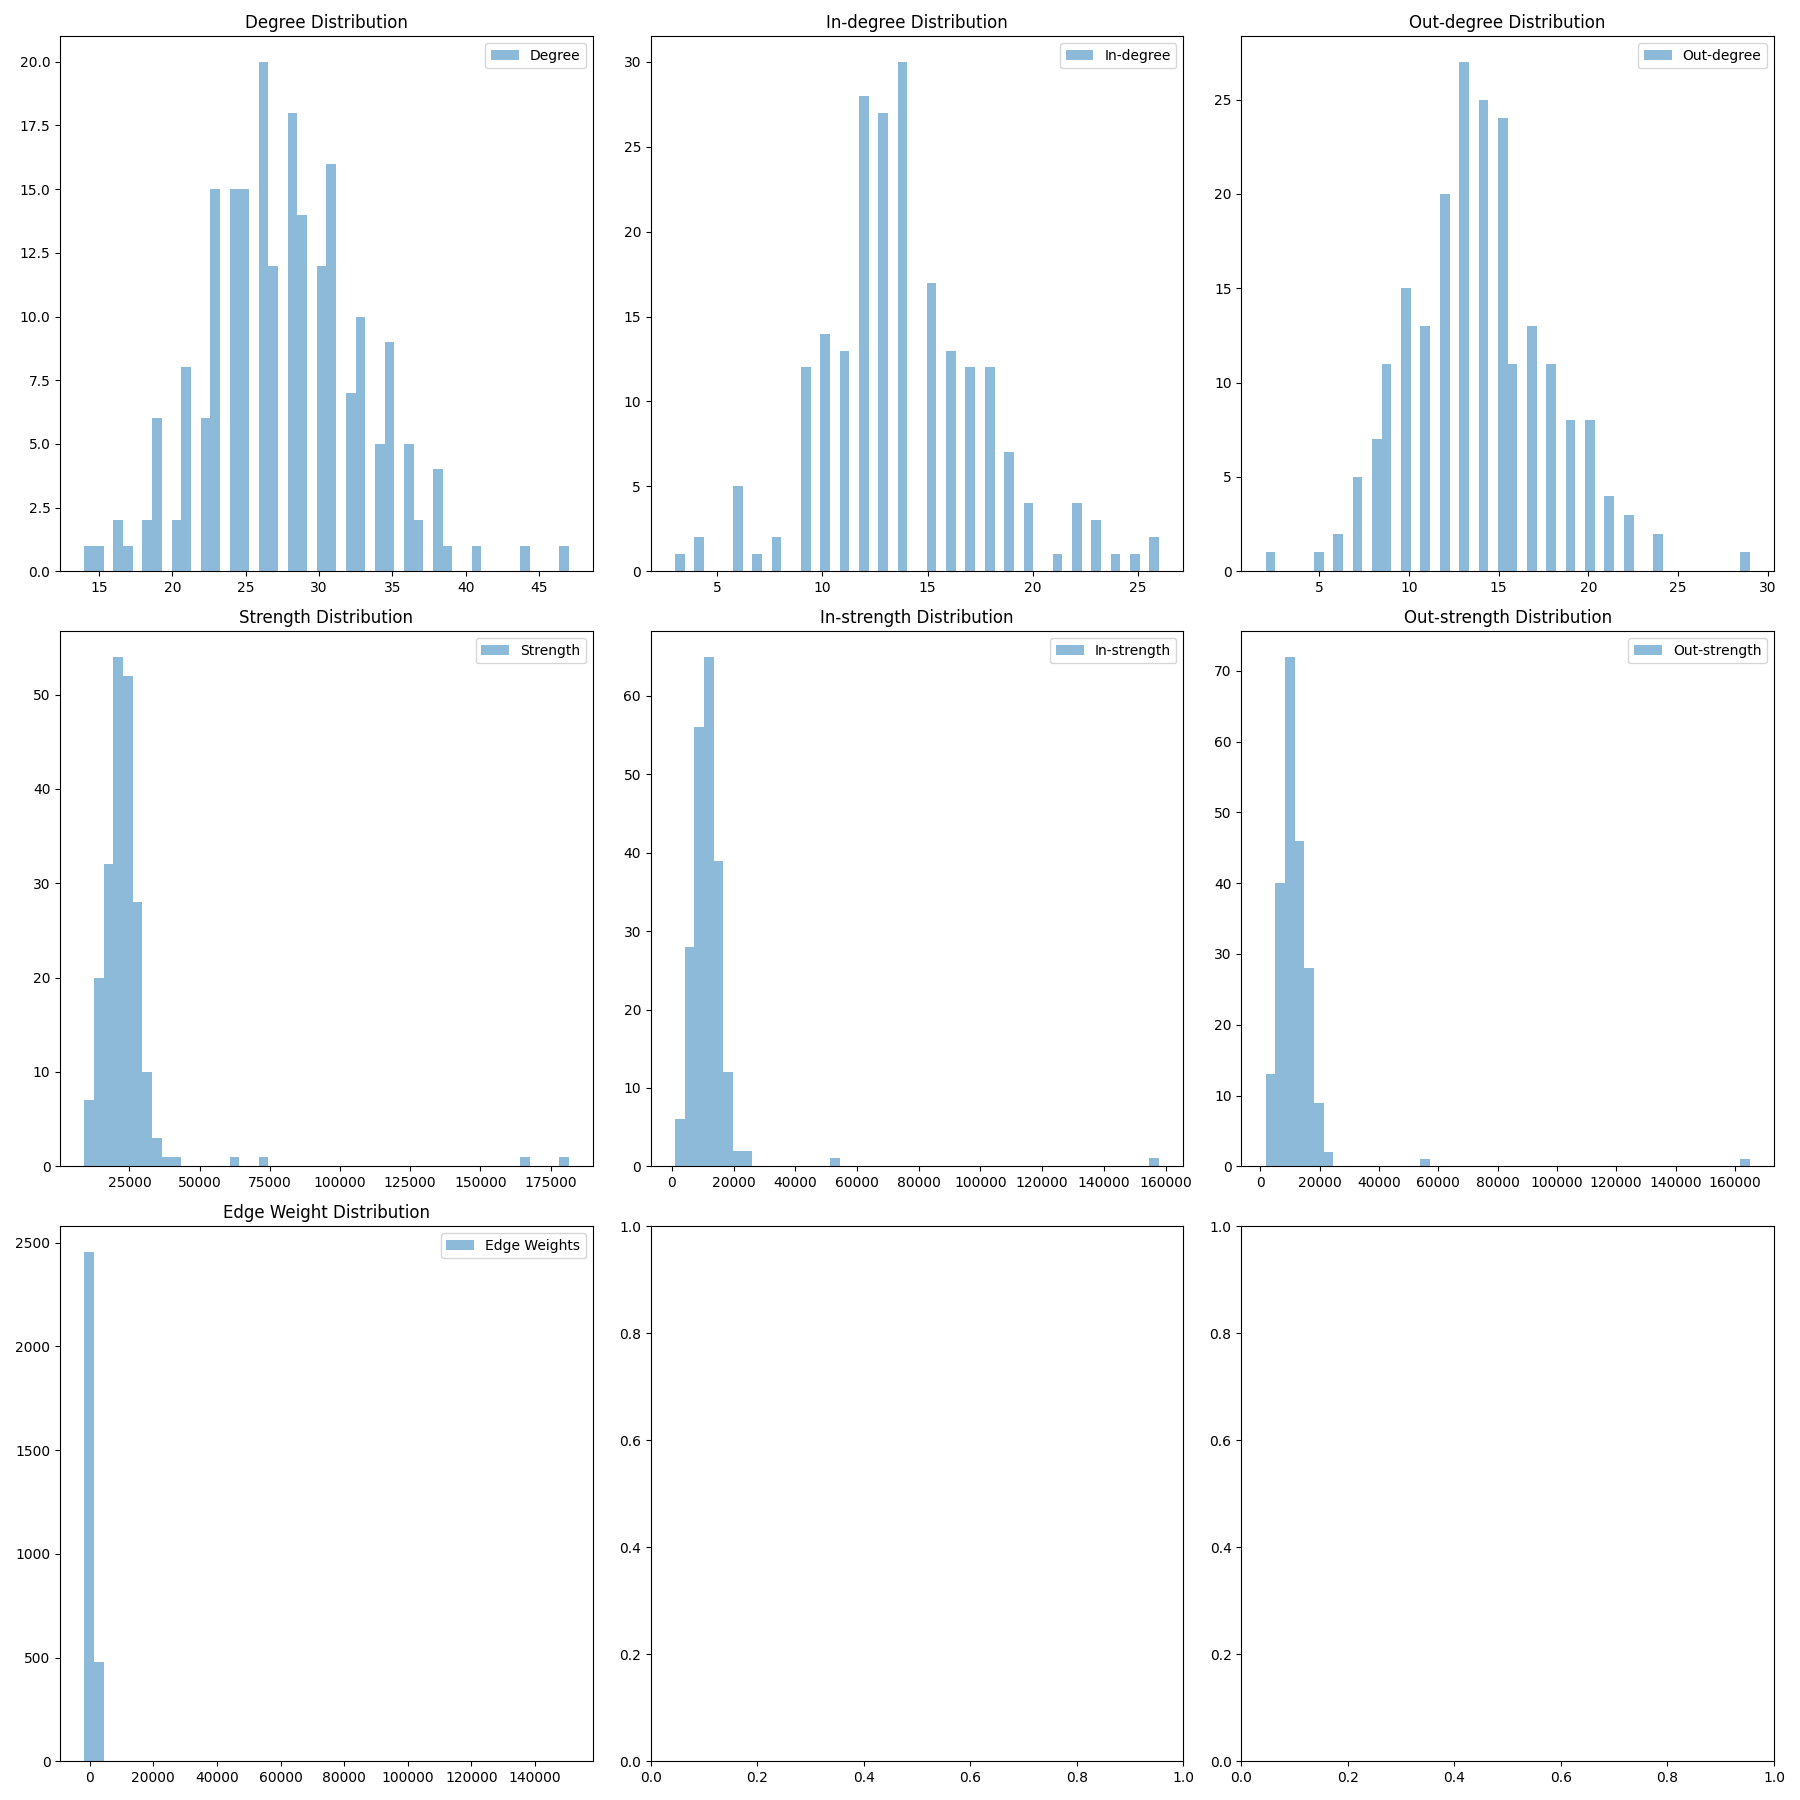 Degree Distribution
Degree
20.0
17.5
15.0
12.5
10.0
7.5
5.0
2.5
0.0
15 20 25 30 35 40 45
In-degree Distribution
In-degree
30
25
20
15
10
5
0
5 10 15 20 25
Out-degree Distribution
Out-degree
25
20
15
10
5
0
5 10 15 20 25 30
Strength Distribution
Strength
50
40
30
20
10
0
25000 50000 75000 100000 125000 150000 175000
In-strength Distribution
In-strength
60
50
40
30
20
10
0
0 20000 40000 60000 80000 100000 120000 140000 160000
Out-strength Distribution
Out-strength
70
60
50
40
30
20
10
0
0 20000 40000 60000 80000 100000 120000 140000 160000
Edge Weight Distribution
Edge Weights
2500
2000
1500
1000
500
0
0 20000 40000 60000 80000 100000 120000 140000
1.0
0.8
0.6
0.4
0.2
0.0
0.0 0.2 0.4 0.6 0.8 1.0
1.0
0.8
0.6
0.4
0.2
0.0
0.0 0.2 0.4 0.6 0.8 1.0